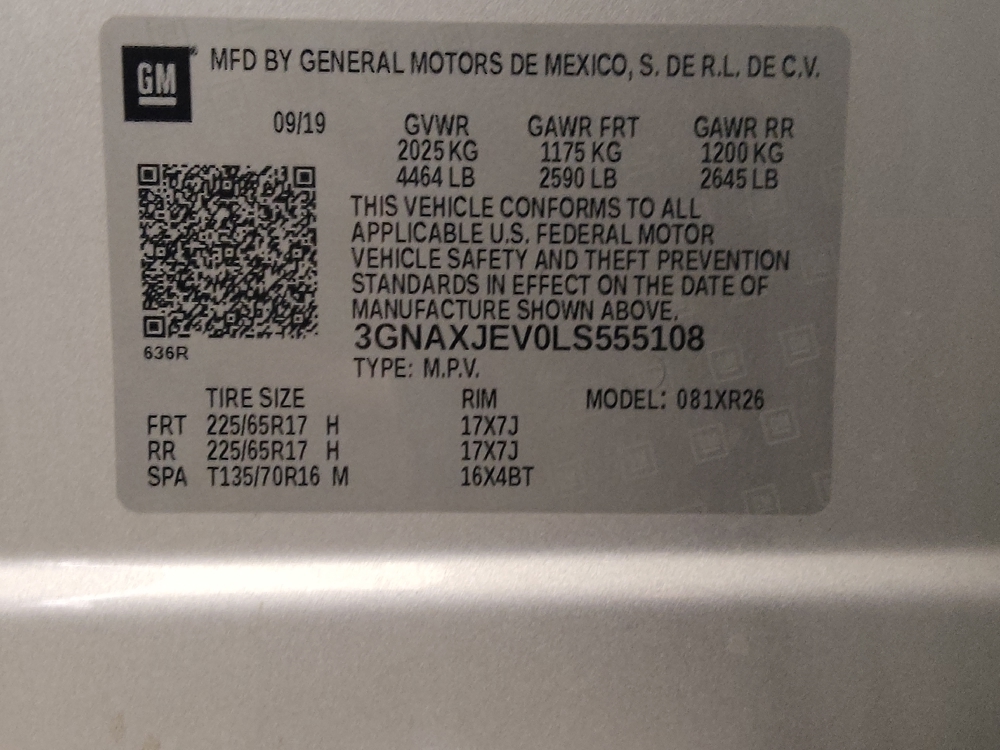 GM MFD BY GENERAL MOTORS DE MEXICO, S. DE R.L. DE C.V.
09/19 GVWR GAWR FRT GAWR RR
2025 KG 1175 KG 1200 KG
4464 LB 2590 LB 2645 LB
THIS VEHICLE CONFORMS TO ALL
APPLICABLE U.S. FEDERAL MOTOR
VEHICLE SAFETY AND THEFT PREVENTION
STANDARDS IN EFFECT ON THE DATE OF
MANUFACTURE SHOWN ABOVE.
3GNAXJEV0LS555108
636R
TYPE: M.P.V.
TIRE SIZE RIM MODEL: 081XR26
FRT 225/65R17 H 17X7J
RR 225/65R17 H 17X7J
SPA T135/70R16 M 16X4BT